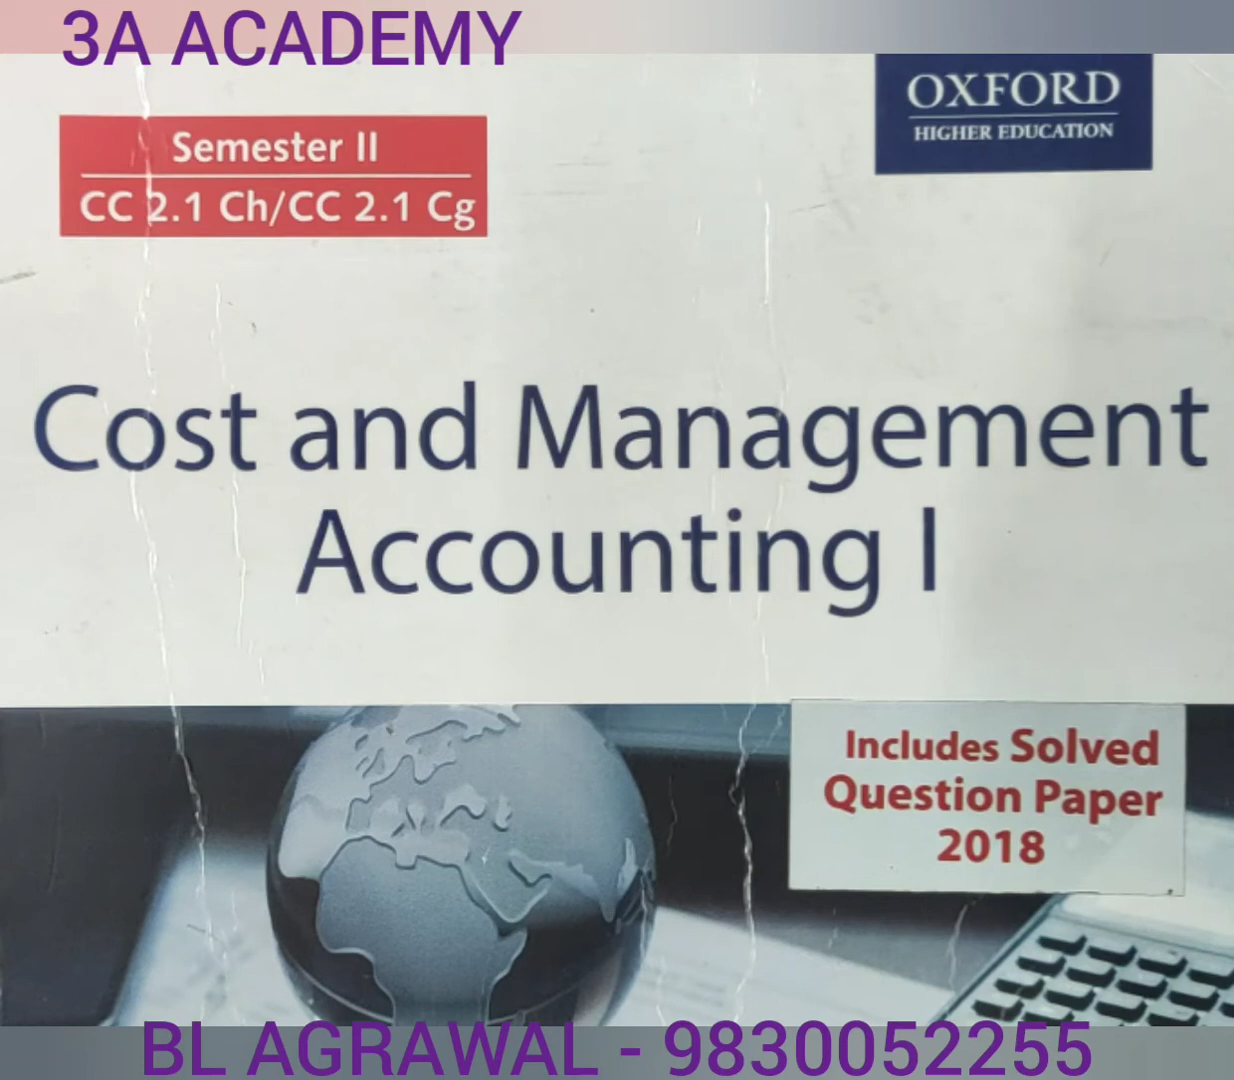 3A ACADEMY
OXFORD
HIGHER EDUCATION
Semester II
CC 2.1 Ch/CC 2.1 Cg
Cost and Management
Accounting I
Includes Solved
Question Paper
2018
BL AGRAWAL - 9830052255